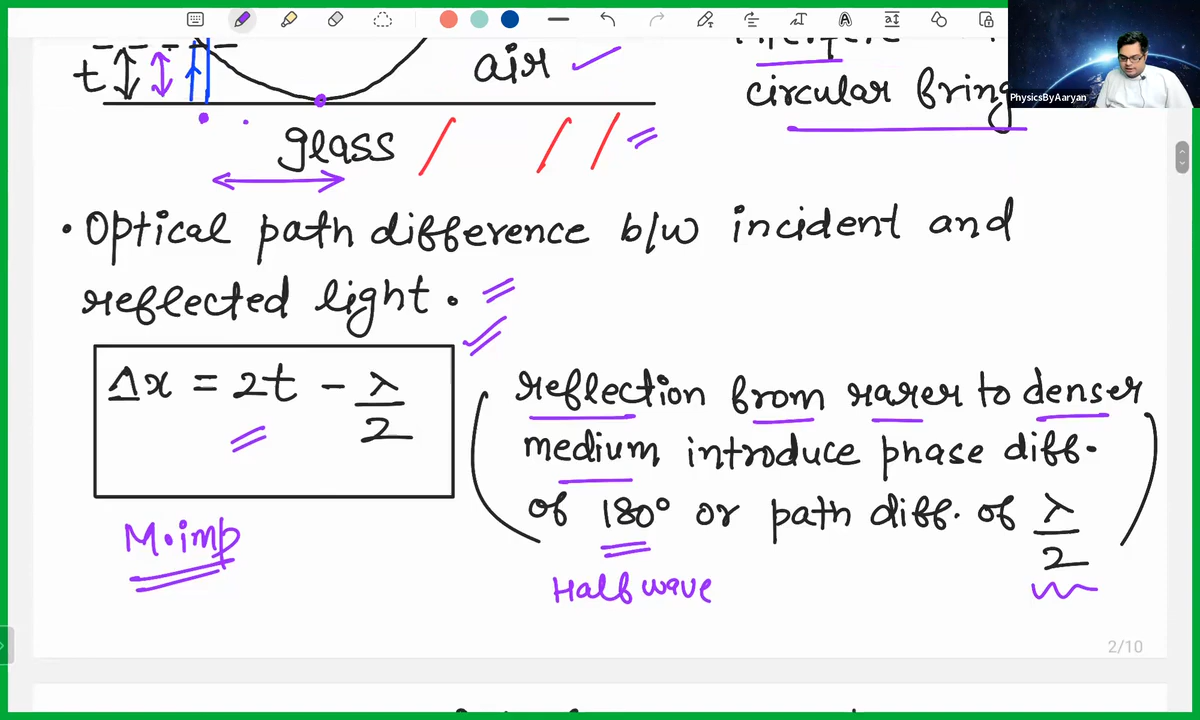 PhysicsByAaryan
t
air
circular fring
glass
• Optical path difference b/w incident and
reflected light.
Δx = 2t - λ/2
(reflection from rarer to denser
medium introduce phase diff.
of 180° or path diff. of λ/2)
M.imp
Half wave
2/10